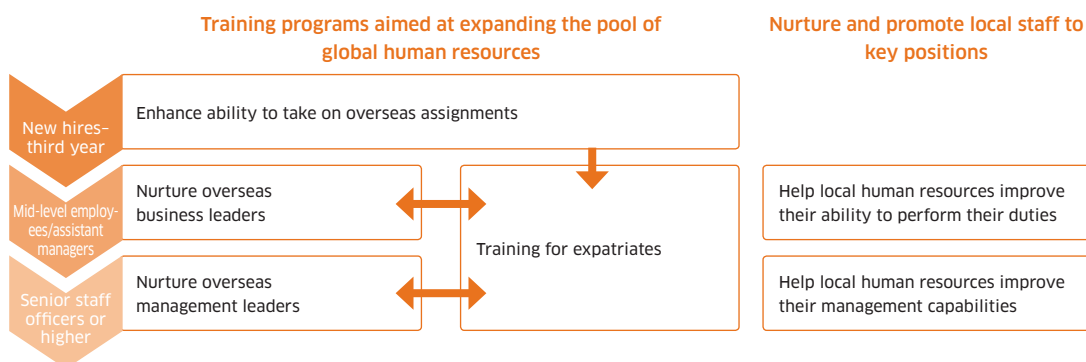 Training programs aimed at expanding the pool of
global human resources
Nurture and promote local staff to
key positions
New hires–
third year
Enhance ability to take on overseas assignments
Mid-level employ-
ees/assistant
managers
Nurture overseas
business leaders
Training for expatriates
Help local human resources improve
their ability to perform their duties
Senior staff
officers or
higher
Nurture overseas
management leaders
Help local human resources improve
their management capabilities